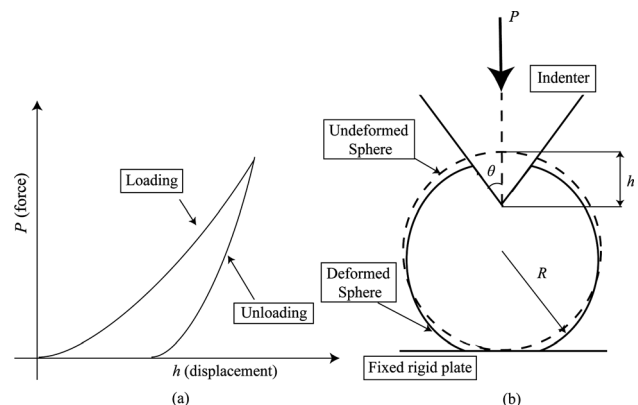 P (force)
Loading
Unloading
h (displacement)
(a)
P
Indenter
Undeformed
Sphere
θ
h
R
Deformed
Sphere
Fixed rigid plate
(b)